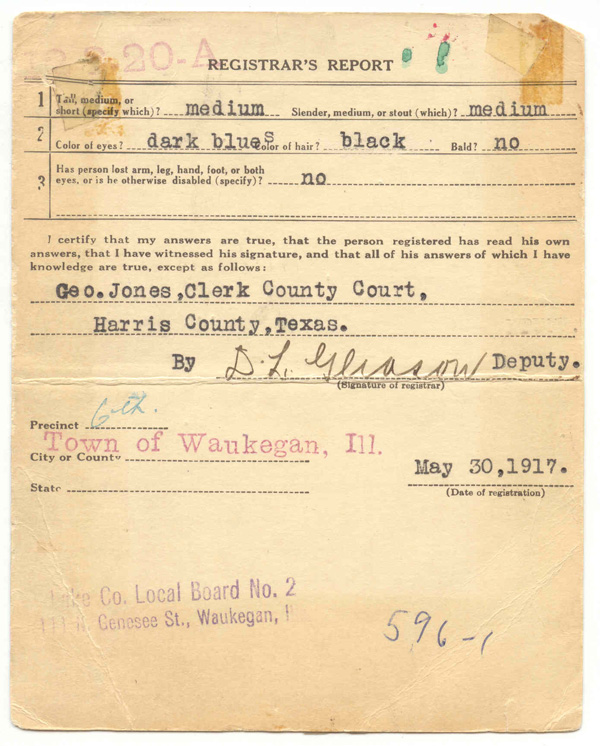 20-A
REGISTRAR'S REPORT
1 Tall, medium, or
short (specify which)? medium Slender, medium, or stout (which)? medium
2 Color of eyes? dark blues Color of hair? black Bald? no
3 Has person lost arm, leg, hand, foot, or both
eyes, or is he otherwise disabled (specify)? no
I certify that my answers are true, that the person registered has read his own
answers, that I have witnessed his signature, and that all of his answers of which I have
knowledge are true, except as follows:
Geo. Jones, Clerk County Court,
Harris County, Texas.
By D. L. Gleason Deputy.
(Signature of registrar)
Precinct 6th.
Town of Waukegan, Ill.
City or County
State
May 30, 1917.
(Date of registration)
Lake Co. Local Board No. 2
Genesee St., Waukegan,
596-1